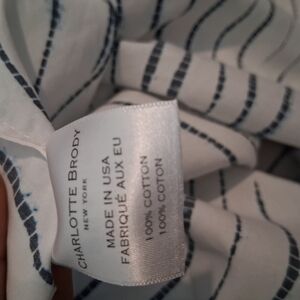 CHARLOTTE BRODY
NEW YORK
MADE IN USA
FABRIQUÉ AUX EU
100% COTTON
100% COTON